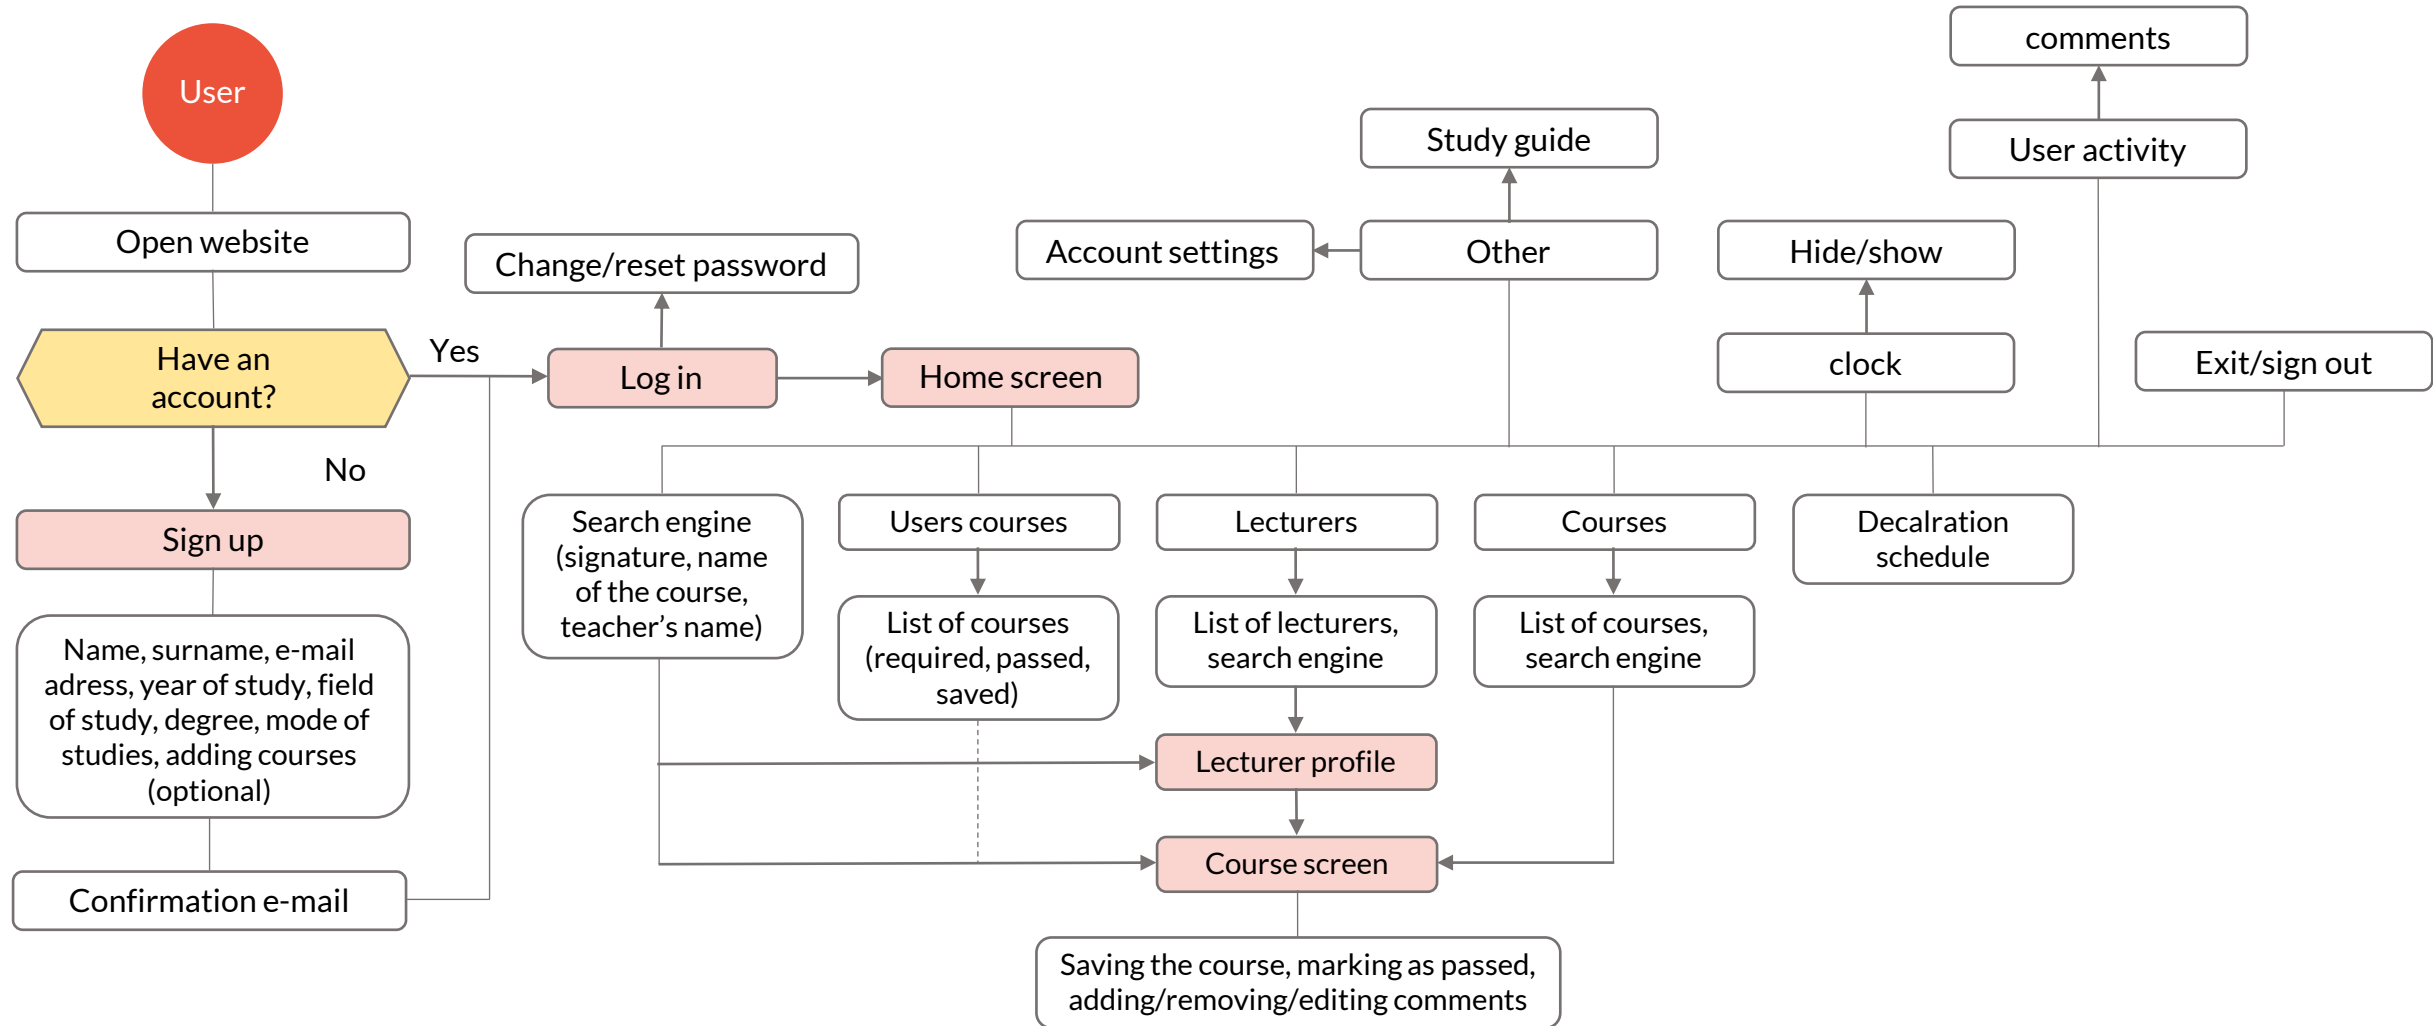 User
Open website
Have an
account?
Yes
No
Sign up
Name, surname, e-mail
adress, year of study, field
of study, degree, mode of
studies, adding courses
(optional)
Confirmation e-mail
Change/reset password
Log in
Home screen
Account settings
Study guide
Other
Hide/show
clock
comments
User activity
Exit/sign out
Search engine
(signature, name
of the course,
teacher’s name)
Users courses
List of courses
(required, passed,
saved)
Lecturers
List of lecturers,
search engine
Lecturer profile
Course screen
Saving the course, marking as passed,
adding/removing/editing comments
Courses
List of courses,
search engine
Decalration
schedule